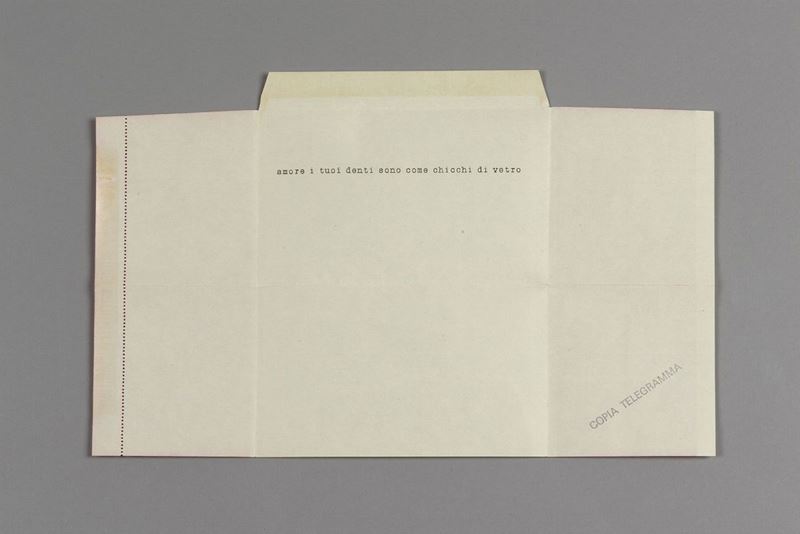 amore i tuoi denti sono come chicchi di vetro
COPIA TELEGRAMMA